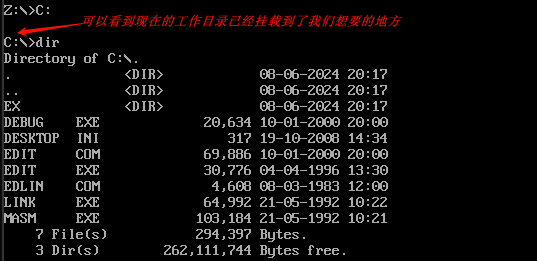 Z:\>C:
可以看到现在的工作目录已经挂载到了我们想要的地方
C:\>dir
Directory of C:\.
.              <DIR>            08-06-2024 20:17
..             <DIR>            08-06-2024 20:17
EX             <DIR>            08-06-2024 20:17
DEBUG    EXE             20,634 10-01-2000 20:00
DESKTOP  INI                317 19-10-2008 14:34
EDIT     COM             69,886 10-01-2000 20:00
EDIT     EXE             30,776 04-04-1996 13:30
EDLIN    COM              4,608 08-03-1983 12:00
LINK     EXE             64,992 21-05-1992 10:22
MASM     EXE            103,184 21-05-1992 10:21
    7 File(s)           294,397 Bytes.
    3 Dir(s)        262,111,744 Bytes free.